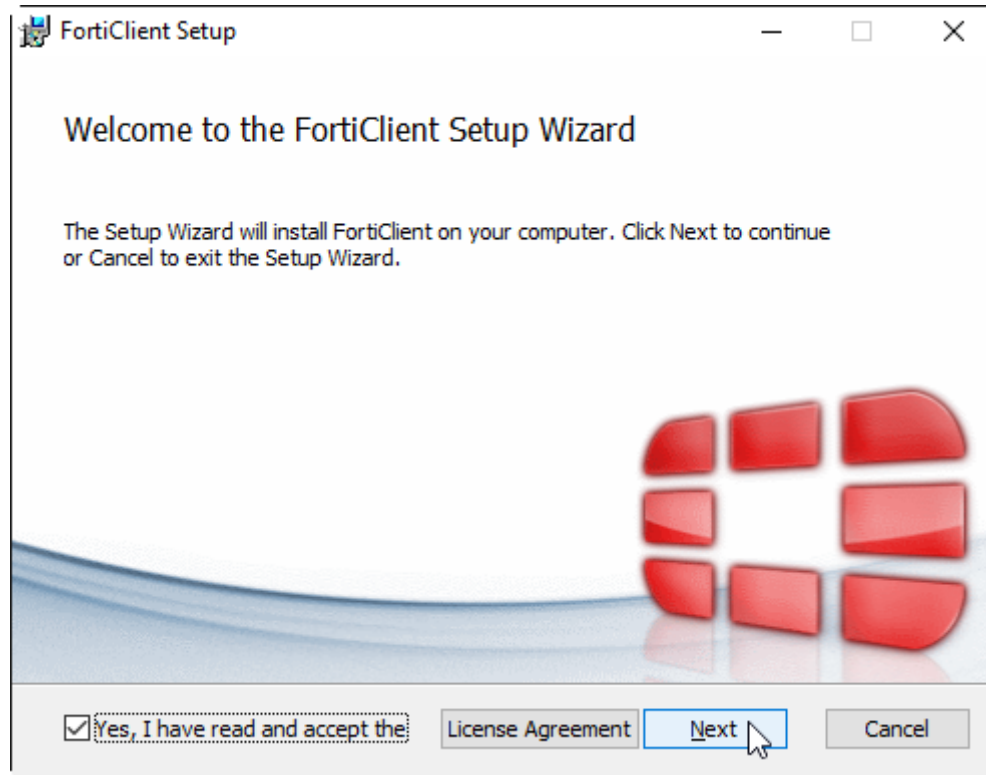 FortiClient Setup
Welcome to the FortiClient Setup Wizard
The Setup Wizard will install FortiClient on your computer. Click Next to continue
or Cancel to exit the Setup Wizard.
Yes, I have read and accept the License Agreement Next Cancel